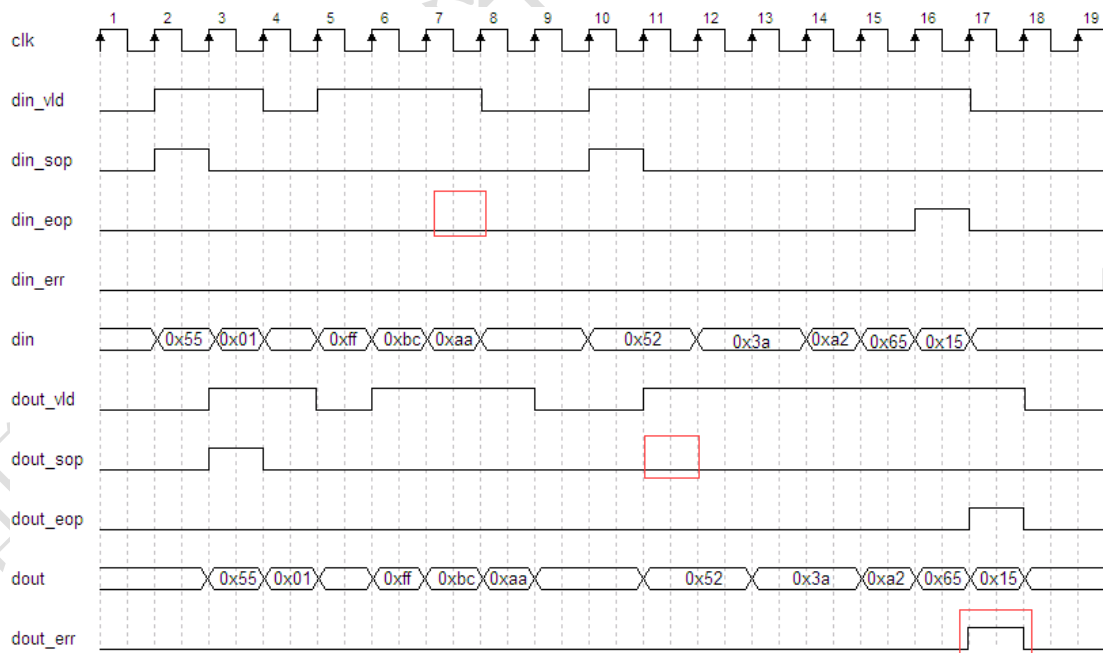 1 2 3 4 5 6 7 8 9 10 11 12 13 14 15 16 17 18 19
clk
din_vld
din_sop
din_eop
din_err
din 0x55 0x01 0xff 0xbc 0xaa 0x52 0x3a 0xa2 0x65 0x15
dout_vld
dout_sop
dout_eop
dout 0x55 0x01 0xff 0xbc 0xaa 0x52 0x3a 0xa2 0x65 0x15
dout_err